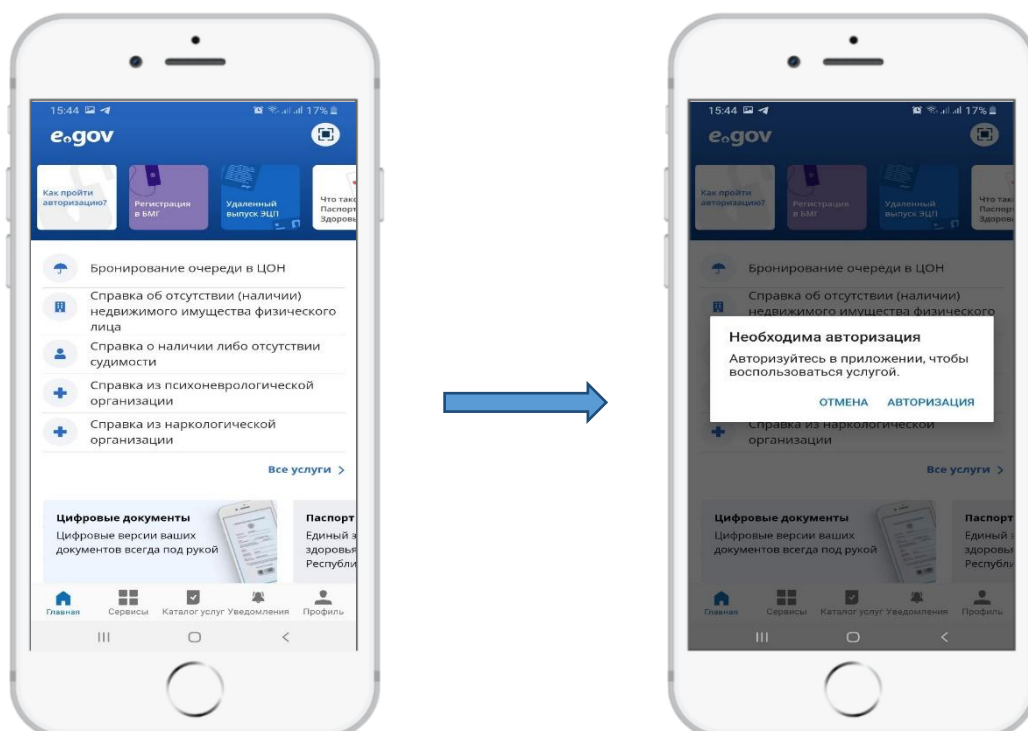 15:44
17%
e.gov
Как пройти
авторизацию?
Регистрация
в БМГ
Удаленный
выпуск ЭЦП
Что так
Паспорт
Здоровь
Бронирование очереди в ЦОН
Справка об отсутствии (наличии)
недвижимого имущества физического
лица
Справка о наличии либо отсутствии
судимости
Справка из психоневрологической
организации
Справка из наркологической
организации
Все услуги >
Цифровые документы
Цифровые версии ваших
документов всегда под рукой
Паспорт
Единый з
здоровья
Республи
Главная
Сервисы
Каталог услуг
Уведомления
Профиль
15:44
17%
e.gov
Как пройти
авторизацию?
Регистрация
в БМГ
Удаленный
выпуск ЭЦП
Что так
Паспорт
Здоровь
Бронирование очереди в ЦОН
Справка об отсутствии (наличии)
недвижимого имущества физического
Необходима авторизация
Авторизуйтесь в приложении, чтобы
воспользоваться услугой.
ОТМЕНА АВТОРИЗАЦИЯ
Справка из наркологической
организации
Все услуги >
Цифровые документы
Цифровые версии ваших
документов всегда под рукой
Паспорт
Единый з
здоровья
Республи
Главная
Сервисы
Каталог услуг
Уведомления
Профиль